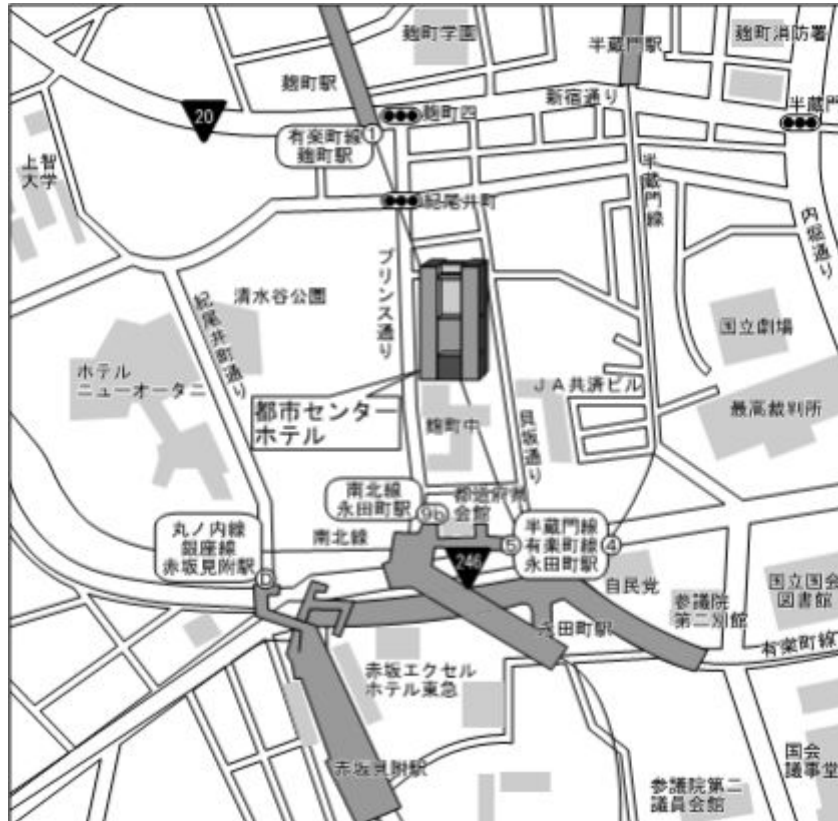 麹町学園
半蔵門駅
麹町消防署
麹町駅
新宿通り
半蔵門
20
麹町四
有楽町線
麹町駅
①
上智
大学
半蔵門線
紀尾井町
内堀通り
プリンス通り
清水谷公園
紀尾井町通り
国立劇場
ホテル
ニューオータニ
JA共済ビル
都市センター
ホテル
麹町中
貝坂通り
最高裁判所
南北線
永田町駅
⑨b
都道府県
会館
丸ノ内線
銀座線
赤坂見附駅
D
南北線
246
⑤
半蔵門線
有楽町線
永田町駅
④
自民党
参議院
第二別館
国立国会
図書館
永田町駅
有楽町線
赤坂エクセル
ホテル東急
赤坂見附駅
国会
議事堂
参議院第二
議員会館